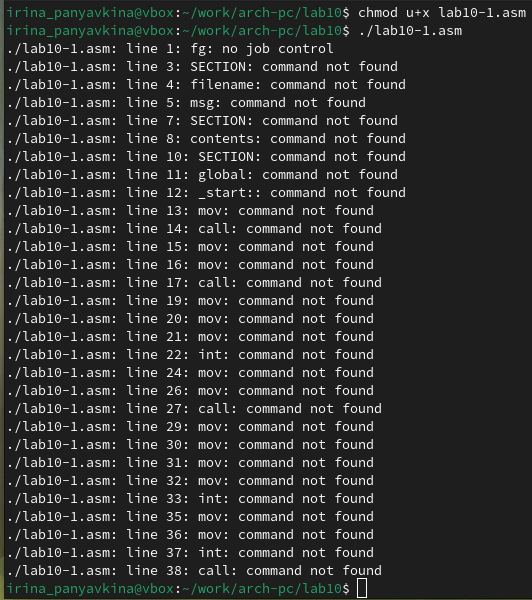 irina_panyavkina@vbox:~/work/arch-pc/lab10$ chmod u+x lab10-1.asm
irina_panyavkina@vbox:~/work/arch-pc/lab10$ ./lab10-1.asm
./lab10-1.asm: line 1: fg: no job control
./lab10-1.asm: line 3: SECTION: command not found
./lab10-1.asm: line 4: filename: command not found
./lab10-1.asm: line 5: msg: command not found
./lab10-1.asm: line 7: SECTION: command not found
./lab10-1.asm: line 8: contents: command not found
./lab10-1.asm: line 10: SECTION: command not found
./lab10-1.asm: line 11: global: command not found
./lab10-1.asm: line 12: _start:: command not found
./lab10-1.asm: line 13: mov: command not found
./lab10-1.asm: line 14: call: command not found
./lab10-1.asm: line 15: mov: command not found
./lab10-1.asm: line 16: mov: command not found
./lab10-1.asm: line 17: call: command not found
./lab10-1.asm: line 19: mov: command not found
./lab10-1.asm: line 20: mov: command not found
./lab10-1.asm: line 21: mov: command not found
./lab10-1.asm: line 22: int: command not found
./lab10-1.asm: line 24: mov: command not found
./lab10-1.asm: line 26: mov: command not found
./lab10-1.asm: line 27: call: command not found
./lab10-1.asm: line 29: mov: command not found
./lab10-1.asm: line 30: mov: command not found
./lab10-1.asm: line 31: mov: command not found
./lab10-1.asm: line 32: mov: command not found
./lab10-1.asm: line 33: int: command not found
./lab10-1.asm: line 35: mov: command not found
./lab10-1.asm: line 36: mov: command not found
./lab10-1.asm: line 37: int: command not found
./lab10-1.asm: line 38: call: command not found
irina_panyavkina@vbox:~/work/arch-pc/lab10$